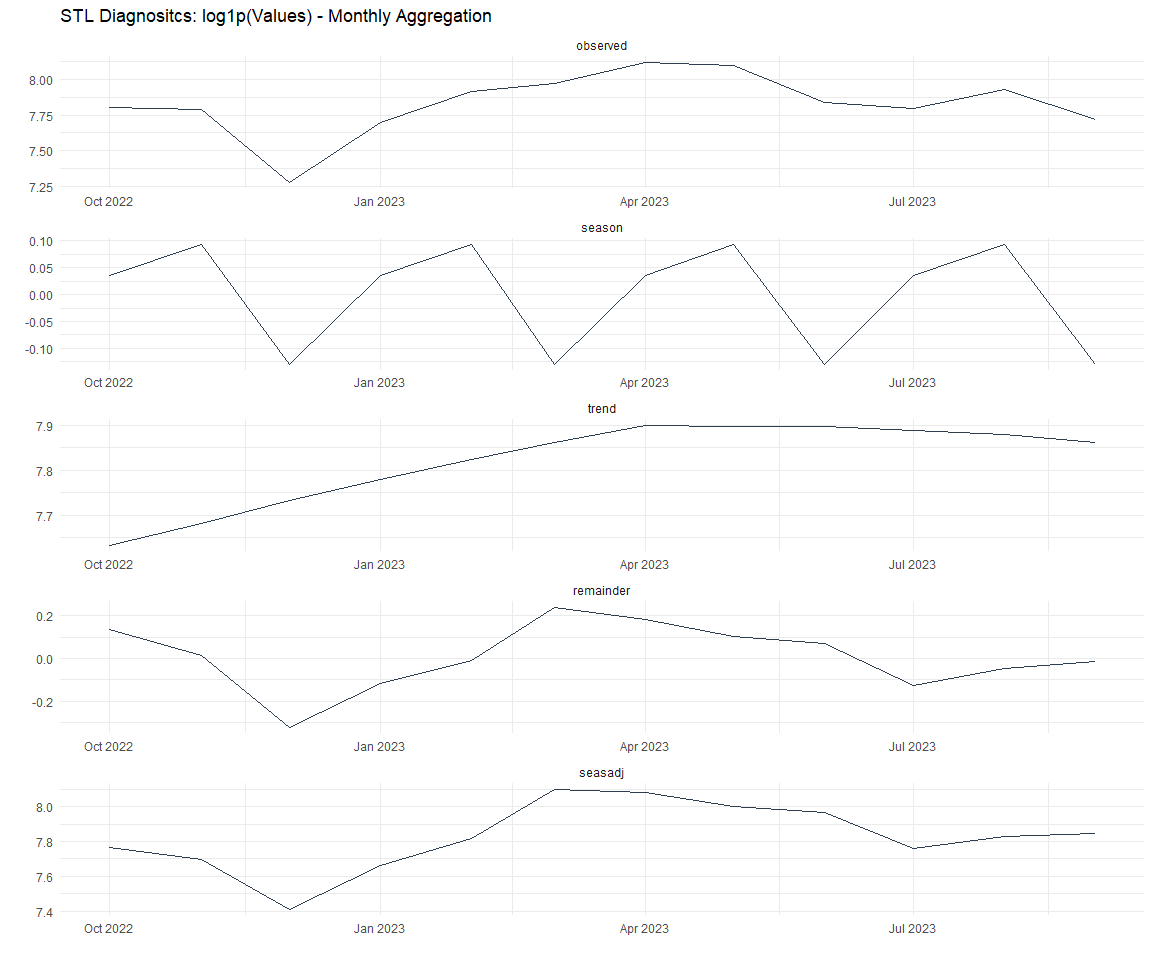 STL Diagnositcs: log1p(Values) - Monthly Aggregation
observed
8.00
7.75
7.50
7.25
Oct 2022 Jan 2023 Apr 2023 Jul 2023
season
0.10
0.05
0.00
-0.05
-0.10
Oct 2022 Jan 2023 Apr 2023 Jul 2023
trend
7.9
7.8
7.7
Oct 2022 Jan 2023 Apr 2023 Jul 2023
remainder
0.2
0.0
-0.2
Oct 2022 Jan 2023 Apr 2023 Jul 2023
seasadj
8.0
7.8
7.6
7.4
Oct 2022 Jan 2023 Apr 2023 Jul 2023